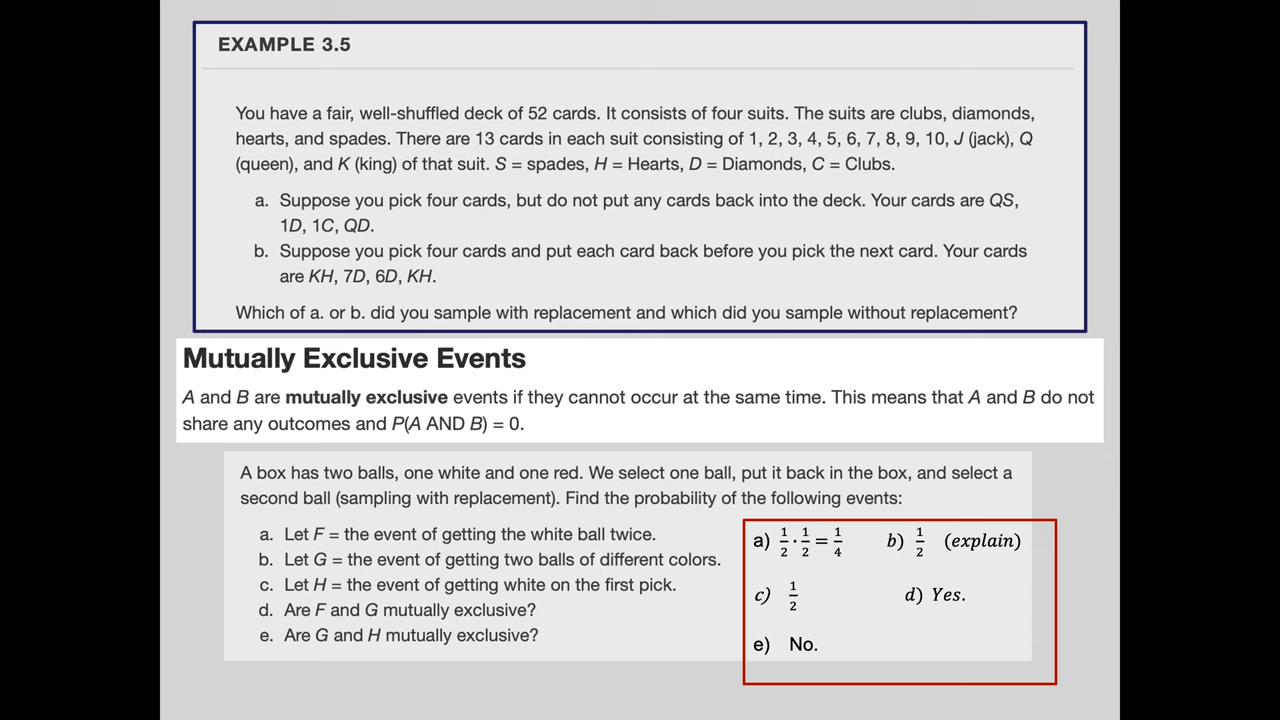 EXAMPLE 3.5
You have a fair, well-shuffled deck of 52 cards. It consists of four suits. The suits are clubs, diamonds,
hearts, and spades. There are 13 cards in each suit consisting of 1, 2, 3, 4, 5, 6, 7, 8, 9, 10, J (jack), Q
(queen), and K (king) of that suit. S = spades, H = Hearts, D = Diamonds, C = Clubs.
a. Suppose you pick four cards, but do not put any cards back into the deck. Your cards are QS,
1D, 1C, QD.
b. Suppose you pick four cards and put each card back before you pick the next card. Your cards
are KH, 7D, 6D, KH.
Which of a. or b. did you sample with replacement and which did you sample without replacement?
Mutually Exclusive Events
A and B are mutually exclusive events if they cannot occur at the same time. This means that A and B do not
share any outcomes and P(A AND B) = 0.
A box has two balls, one white and one red. We select one ball, put it back in the box, and select a
second ball (sampling with replacement). Find the probability of the following events:
a. Let F = the event of getting the white ball twice.
b. Let G = the event of getting two balls of different colors.
c. Let H = the event of getting white on the first pick.
d. Are F and G mutually exclusive?
e. Are G and H mutually exclusive?
a) 1/2 · 1/2 = 1/4 b) 1/2 (explain)
c) 1/2 d) Yes.
e) No.